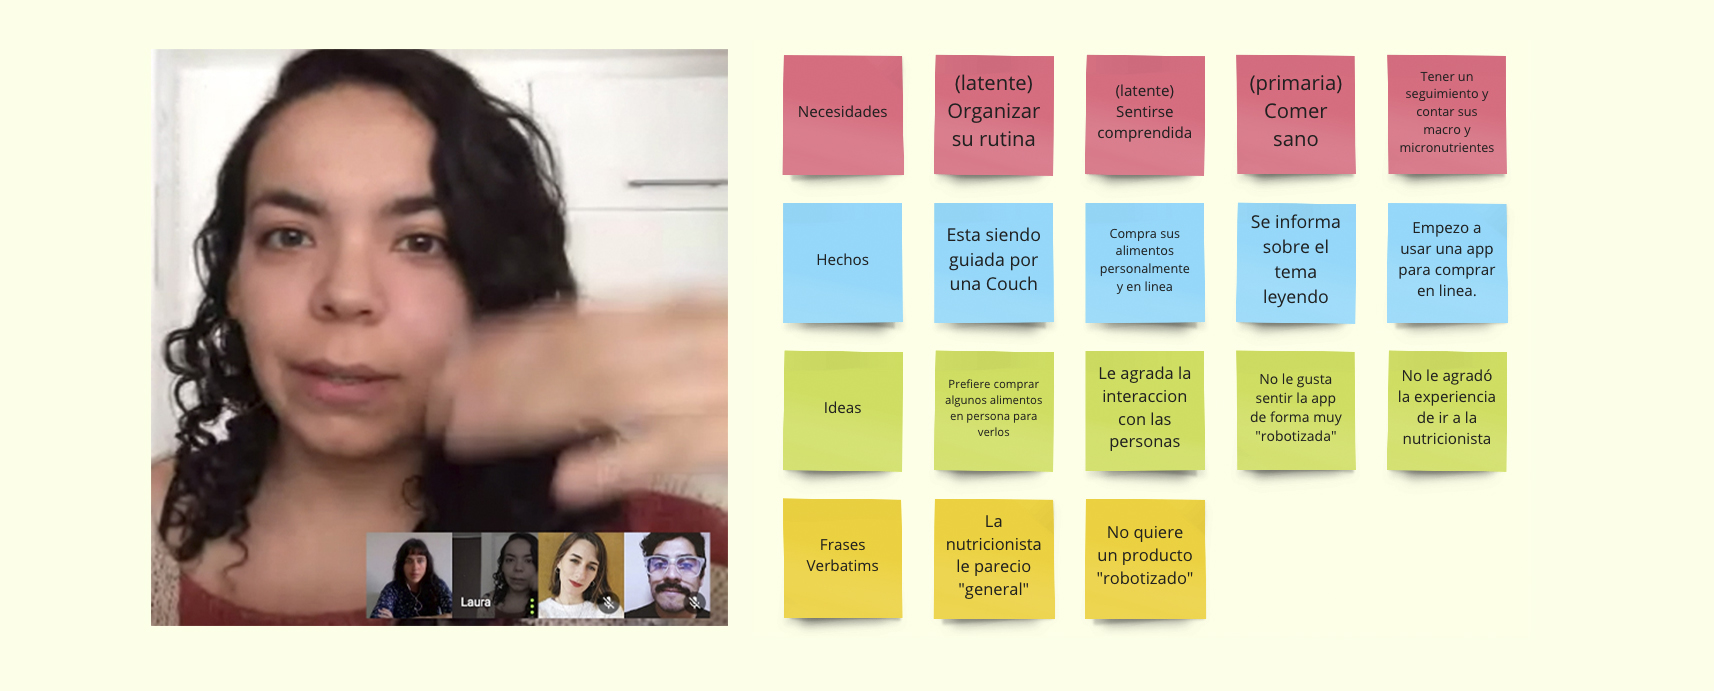 Necesidades
(latente)
Organizar
su rutina
(latente)
Sentirse
comprendida
(primaria)
Comer
sano
Tener un
seguimiento y
contar sus
macro y
micronutrientes
Hechos
Esta siendo
guiada por
una Couch
Compra sus
alimentos
personalmente
y en linea
Se informa
sobre el
tema
leyendo
Empezo a
usar una app
para comprar
en linea.
Ideas
Prefiere comprar
algunos alimentos
en persona para
verlos
Le agrada la
interaccion
con las
personas
No le gusta
sentir la app
de forma muy
"robotizada"
No le agradó
la experiencia
de ir a la
nutricionista
Frases
Verbatims
La
nutricionista
le parecio
"general"
No quiere
un producto
"robotizado"
Laura